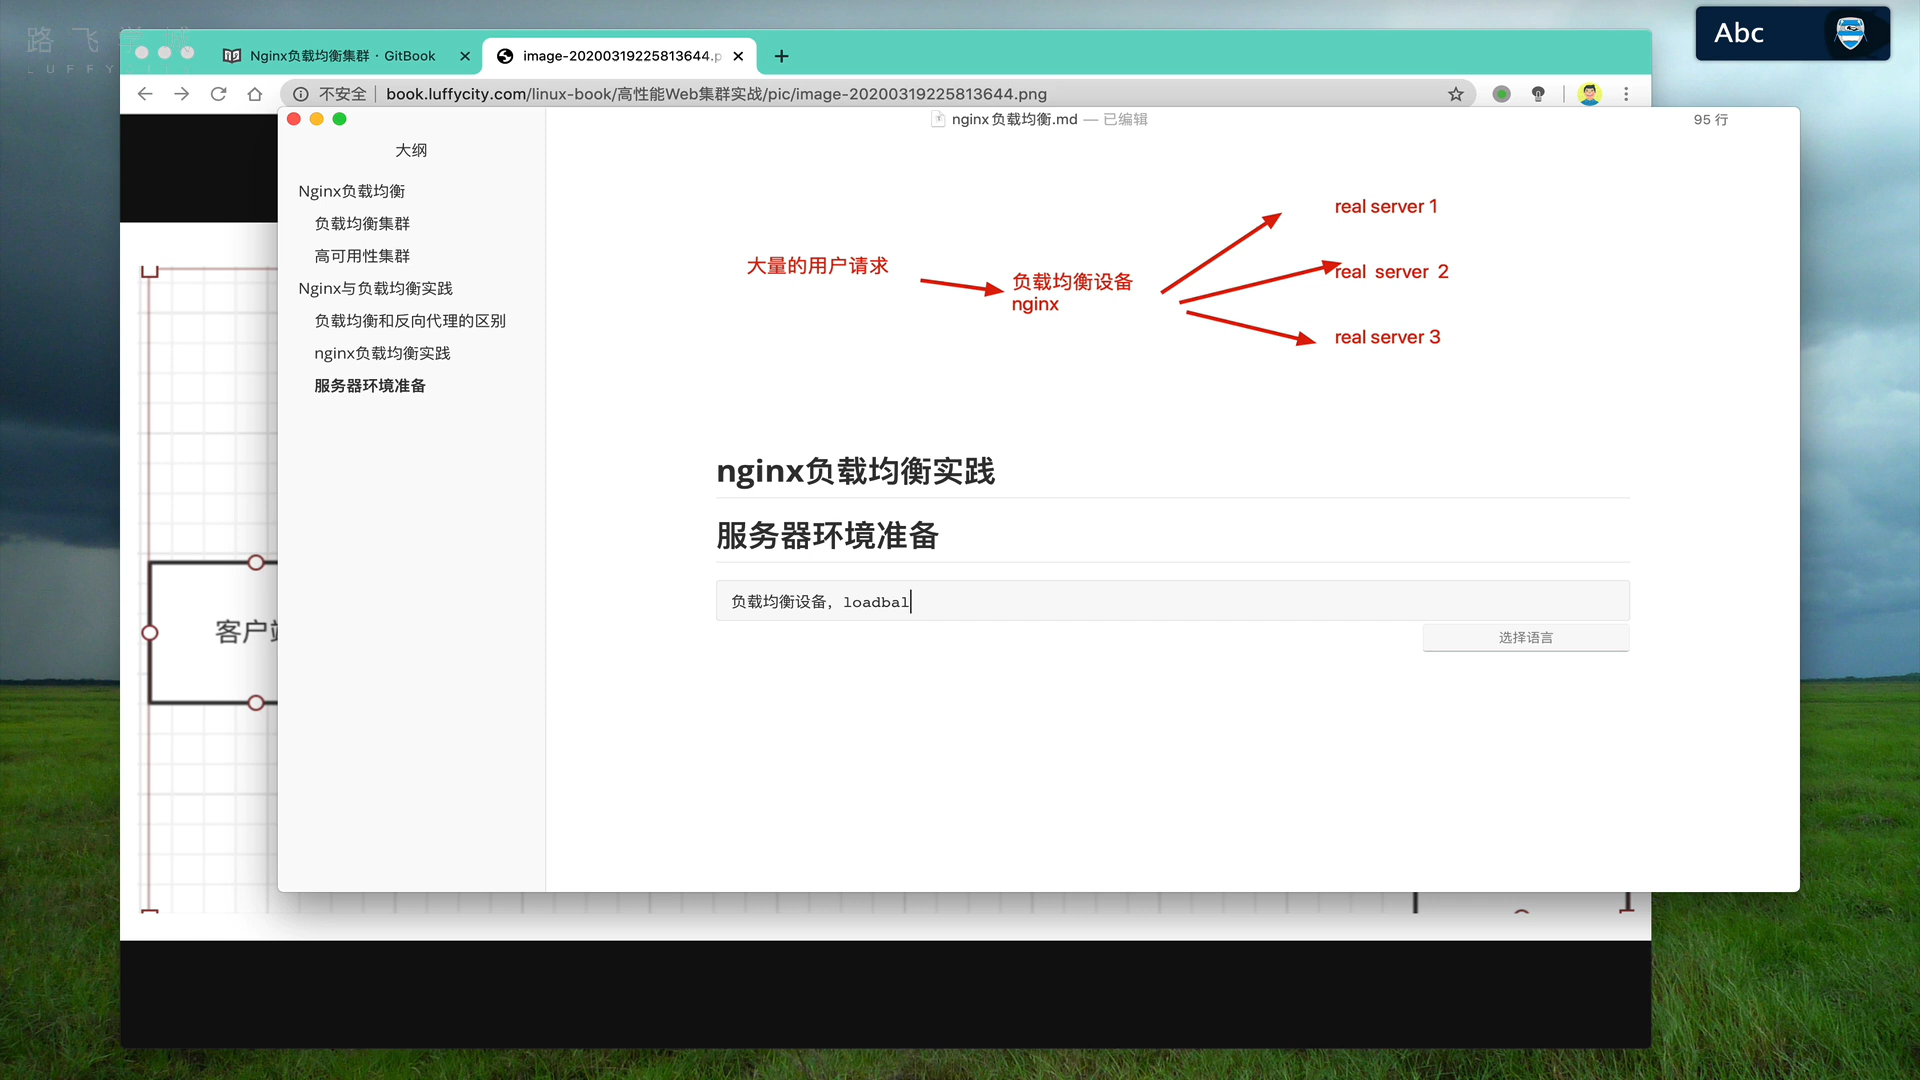 路飞学城
LUFFY
Abc
Nginx负载均衡集群 · GitBook
image-20200319225813644.p
不安全
book.luffycity.com/linux-book/高性能Web集群实战/pic/image-20200319225813644.png
nginx负载均衡.md — 已编辑
95 行
大纲
Nginx负载均衡
负载均衡集群
高可用性集群
Nginx与负载均衡实践
负载均衡和反向代理的区别
nginx负载均衡实践
服务器环境准备
real server 1
大量的用户请求
负载均衡设备
nginx
real server 2
real server 3
nginx负载均衡实践
服务器环境准备
负载均衡设备, loadbal
选择语言
客户端